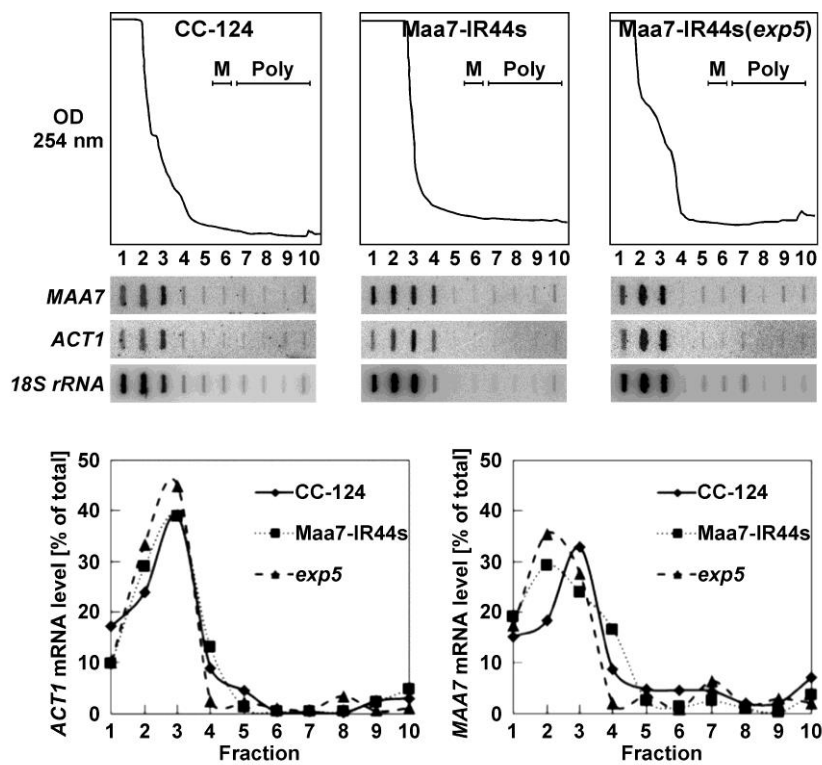 CC-124
M Poly
Maa7-IR44s
M Poly
Maa7-IR44s(exp5)
M Poly
OD
254 nm
1 2 3 4 5 6 7 8 9 10
1 2 3 4 5 6 7 8 9 10
1 2 3 4 5 6 7 8 9 10
MAA7
ACT1
18S rRNA
ACT1 mRNA level [% of total]
50
40
30
20
10
0
CC-124
Maa7-IR44s
exp5
1 2 3 4 5 6 7 8 9 10
Fraction
MAA7 mRNA level [% of total]
50
40
30
20
10
0
CC-124
Maa7-IR44s
exp5
1 2 3 4 5 6 7 8 9 10
Fraction